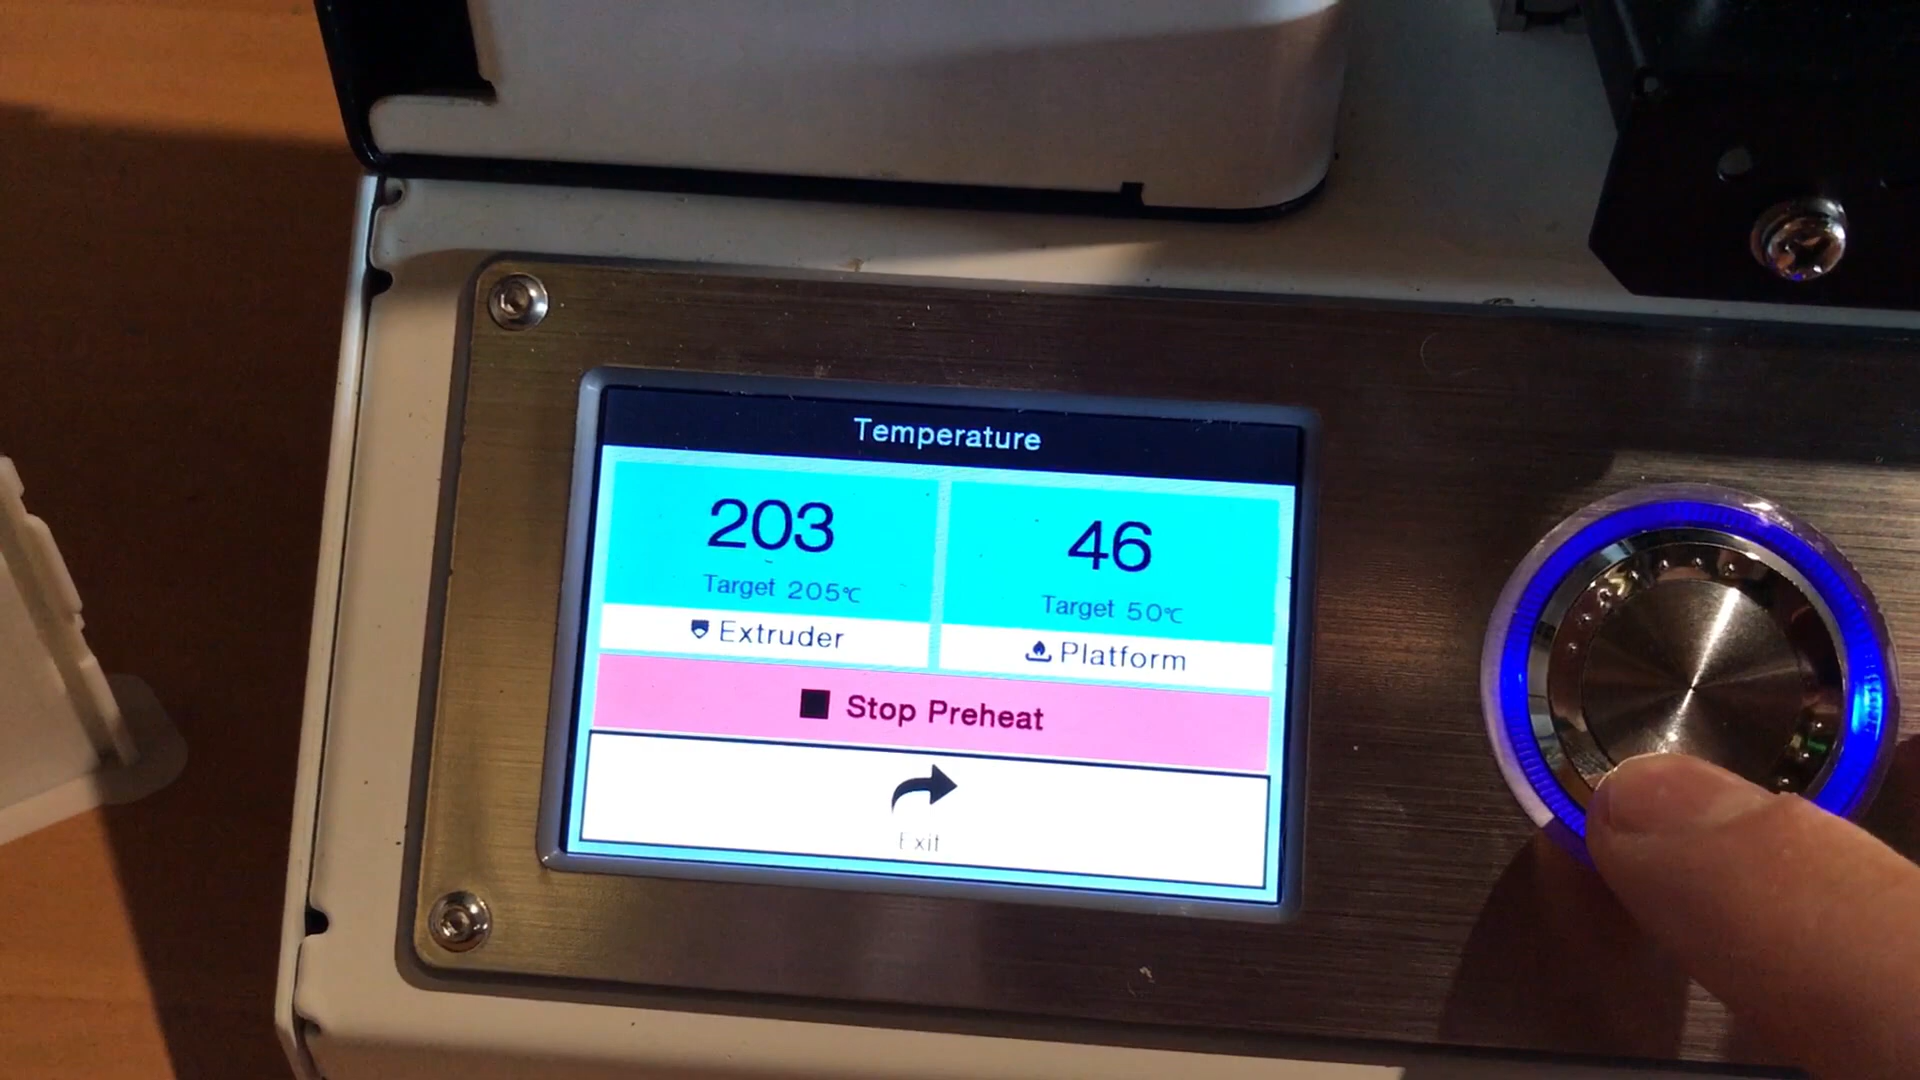 Temperature
203
Target 205℃
Extruder
46
Target 50℃
Platform
Stop Preheat
Exit